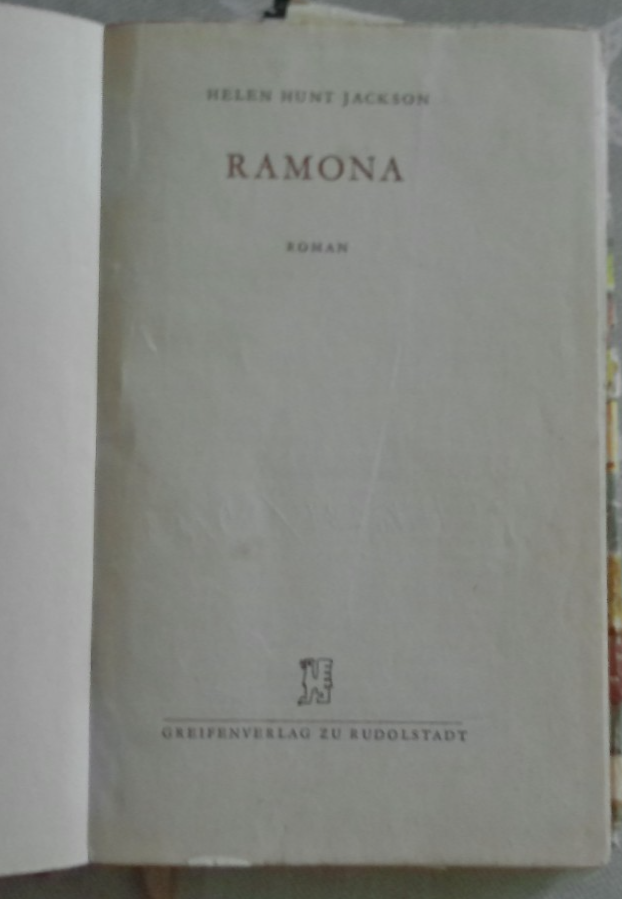 HELEN HUNT JACKSON
RAMONA
ROMAN
GREIFENVERLAG ZU RUDOLSTADT